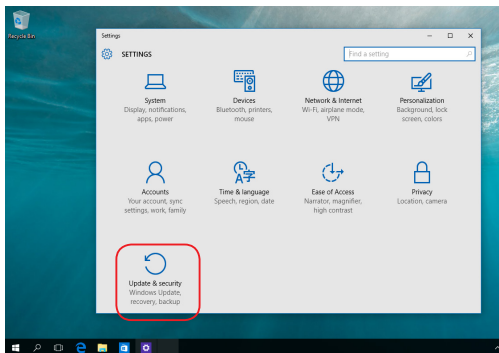 Recycle Bin
Settings
SETTINGS
Find a setting
System
Display, notifications,
apps, power
Devices
Bluetooth, printers,
mouse
Network & Internet
Wi-Fi, airplane mode,
VPN
Personalization
Background, lock
screen, colors
Accounts
Your account, sync
settings, work, family
A字
Time & language
Speech, region, date
Ease of Access
Narrator, magnifier,
high contrast
Privacy
Location, camera
Update & security
Windows Update,
recovery, backup